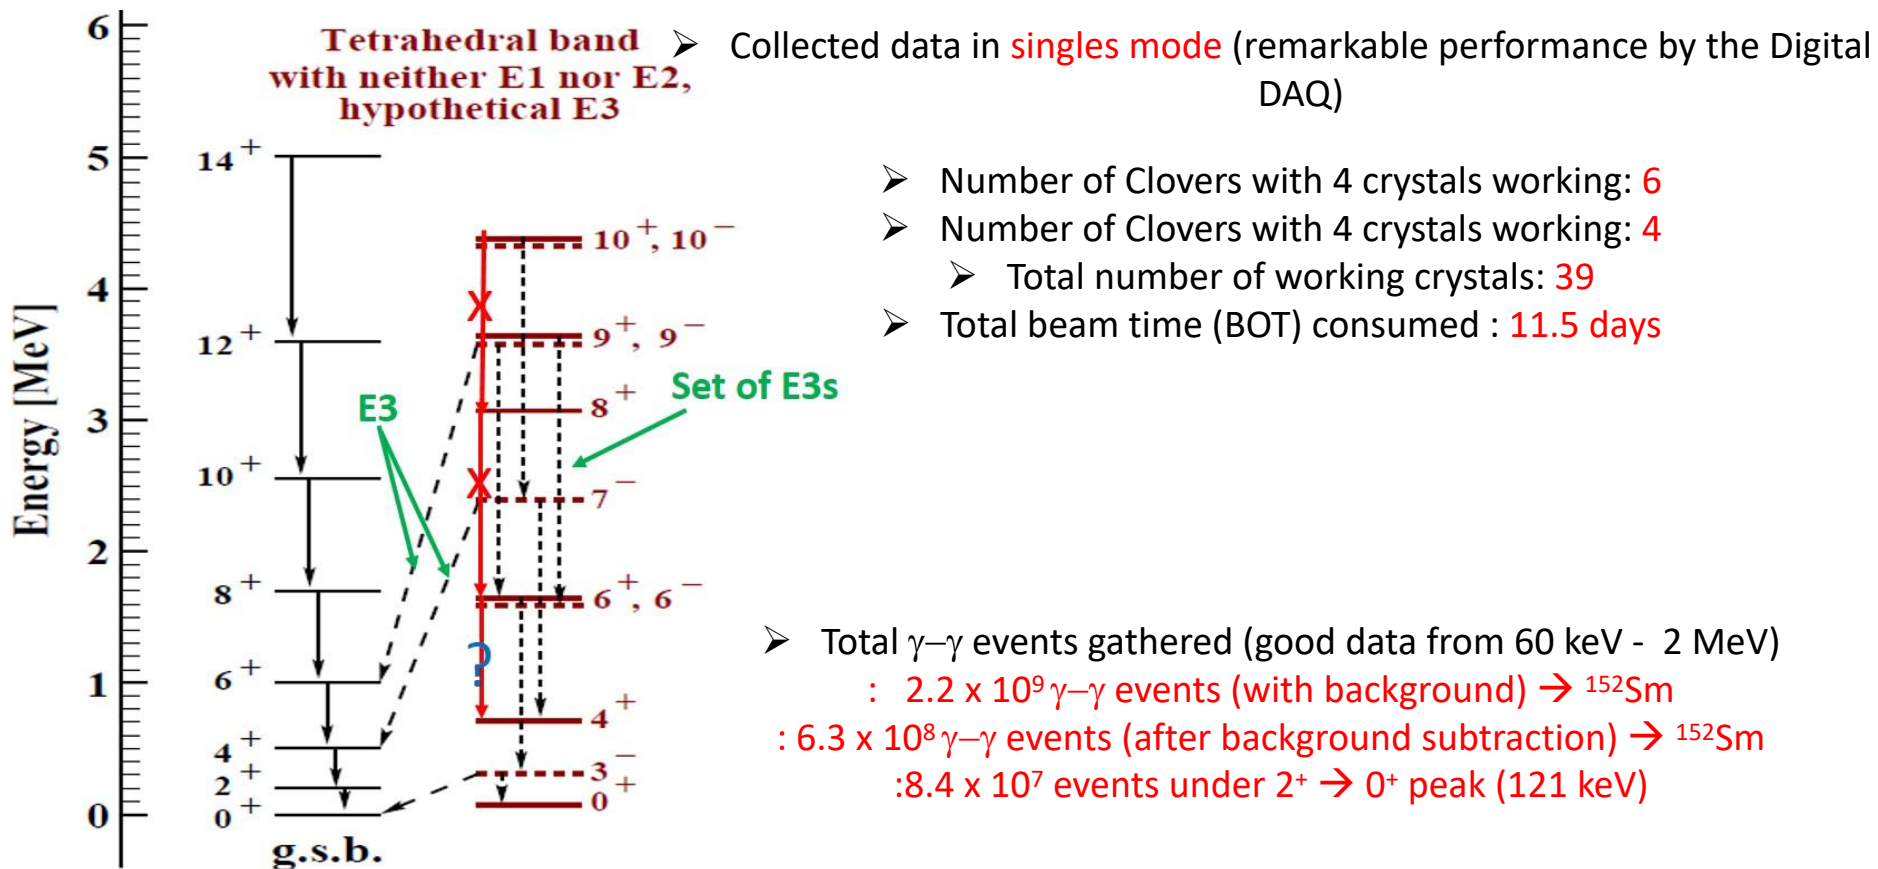 Tetrahedral band
with neither E1 nor E2,
hypothetical E3
Energy [MeV]
6
5
4
3
2
1
0
14⁺
12⁺
10⁺
8⁺
6⁺
4⁺
2⁺
0⁺
g.s.b.
E3
10⁺, 10⁻
9⁺, 9⁻
8⁺
7⁻
6⁺, 6⁻
4⁺
3⁻
0⁺
X
X
?
Set of E3s
➢ Collected data in singles mode (remarkable performance by the Digital
DAQ)
➢ Number of Clovers with 4 crystals working: 6
➢ Number of Clovers with 4 crystals working: 4
➢ Total number of working crystals: 39
➢ Total beam time (BOT) consumed : 11.5 days
➢ Total γ–γ events gathered (good data from 60 keV - 2 MeV)
: 2.2 x 10⁹ γ–γ events (with background) → ¹⁵²Sm
: 6.3 x 10⁸ γ–γ events (after background subtraction) → ¹⁵²Sm
:8.4 x 10⁷ events under 2⁺ → 0⁺ peak (121 keV)